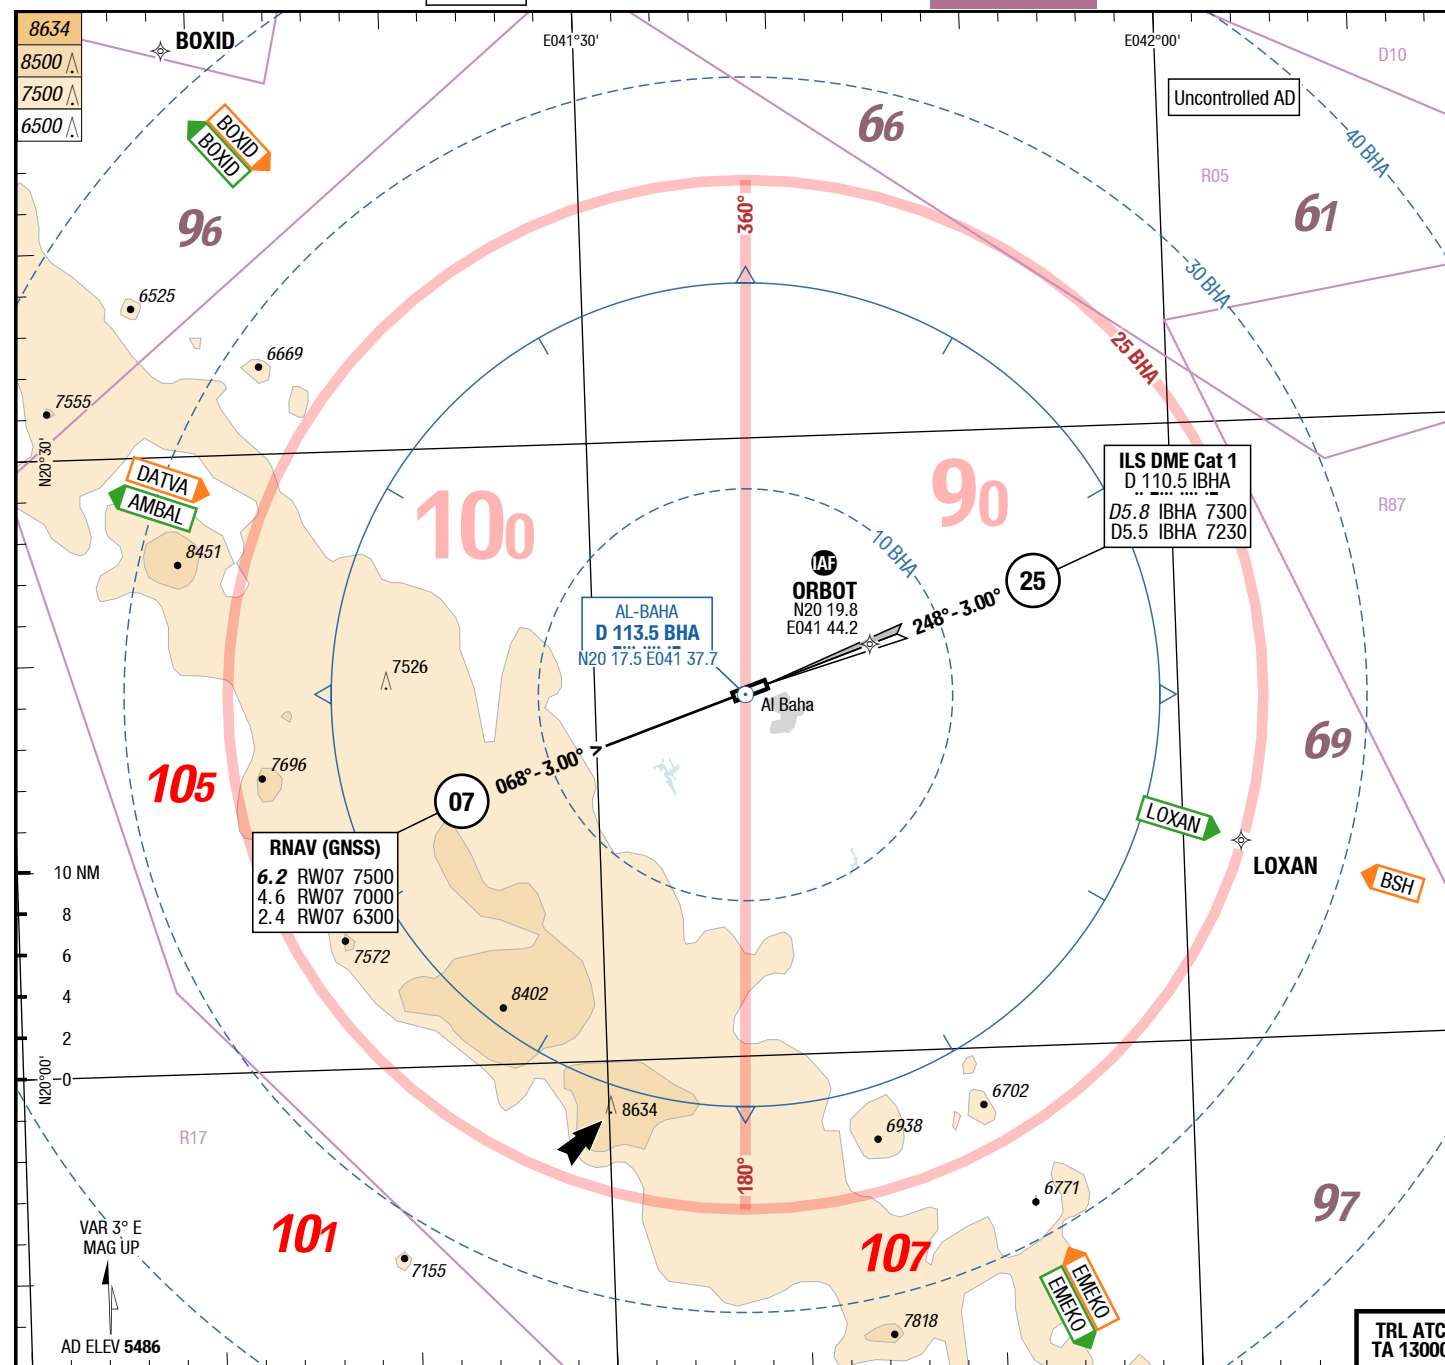 8634
8500
7500
6500
BOXID
E041°30'
E042°00'
D10
Uncontrolled AD
BOXID
BOXID
66
40 BHA
R05
96
61
360°
30 BHA
6525
6669
25 BHA
7555
N20°30'
DATVA
AMBAL
100
90
ILS DME Cat 1
D 110.5 IBHA
D5.8 IBHA 7300
D5.5 IBHA 7230
R87
8451
10 BHA
IAF
ORBOT
N20 19.8
E041 44.2
25
248°- 3.00°
AL-BAHA
D 113.5 BHA
N20 17.5 E041 37.7
7526
Al Baha
69
105
7696
068°- 3.00°
07
LOXAN
LOXAN
BSH
RNAV (GNSS)
6.2 RW07 7500
4.6 RW07 7000
2.4 RW07 6300
10 NM
8
6
4
2
0
7572
8402
N20°00'
8634
6702
6938
R17
180°
6771
97
101
107
VAR 3° E
MAG UP
7155
EMEKO
EMEKO
7818
AD ELEV 5486
TRL ATC
TA 13000